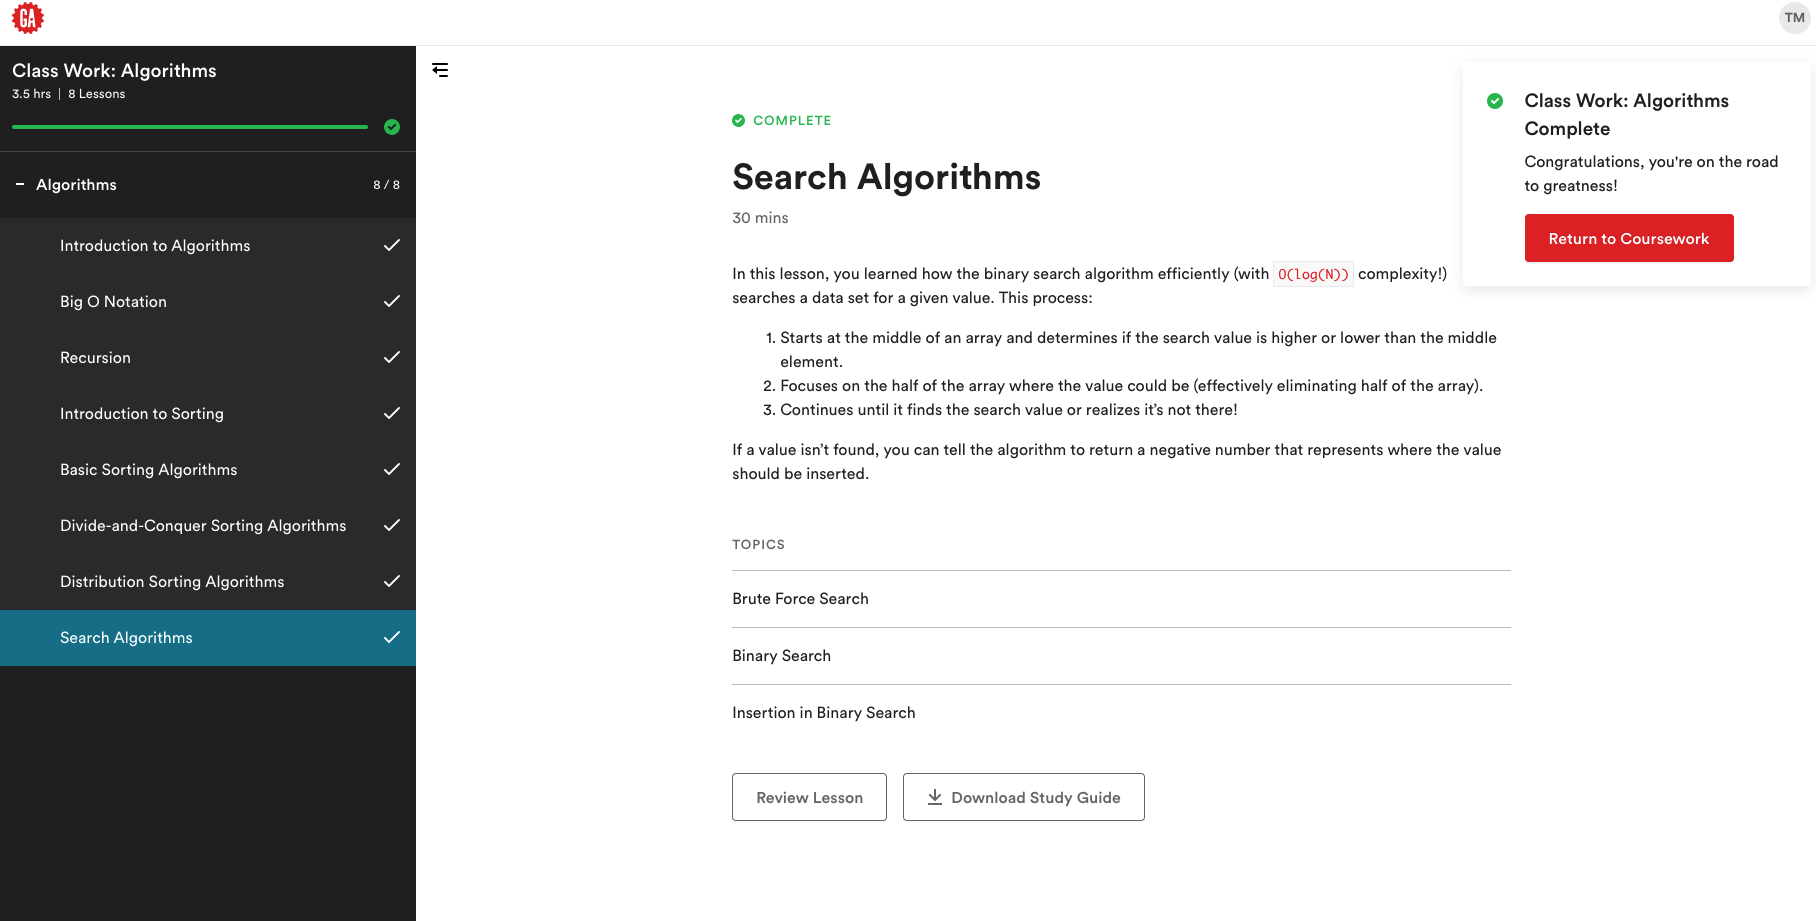 GA
TM
Class Work: Algorithms
3.5 hrs | 8 Lessons
Algorithms 8 / 8
Introduction to Algorithms
Big O Notation
Recursion
Introduction to Sorting
Basic Sorting Algorithms
Divide-and-Conquer Sorting Algorithms
Distribution Sorting Algorithms
Search Algorithms
COMPLETE
Search Algorithms
30 mins
In this lesson, you learned how the binary search algorithm efficiently (with O(log(N)) complexity!)
searches a data set for a given value. This process:
1. Starts at the middle of an array and determines if the search value is higher or lower than the middle
element.
2. Focuses on the half of the array where the value could be (effectively eliminating half of the array).
3. Continues until it finds the search value or realizes it’s not there!
If a value isn’t found, you can tell the algorithm to return a negative number that represents where the value
should be inserted.
TOPICS
Brute Force Search
Binary Search
Insertion in Binary Search
Review Lesson
Download Study Guide
Class Work: Algorithms
Complete
Congratulations, you're on the road
to greatness!
Return to Coursework